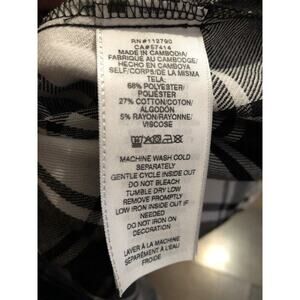 RN#112790
CA#57414
MADE IN CAMBODIA/
FABRIQUÉ AU CAMBODGE/
HECHO EN CAMBOYA
SELF/CORPS/DE LA MISMA
TELA:
68% POLYESTER/
POLIÉSTER
27% COTTON/COTON/
ALGODÓN
5% RAYON/RAYONNE/
VISCOSE
MACHINE WASH COLD
SEPARATELY
GENTLE CYCLE INSIDE OUT
DO NOT BLEACH
TUMBLE DRY LOW
REMOVE PROMPTLY
LOW IRON INSIDE OUT IF
NEEDED
DO NOT IRON ON
DECORATION
LAVER À LA MACHINE
SÉPARÉMENT À L'EAU
FROIDE